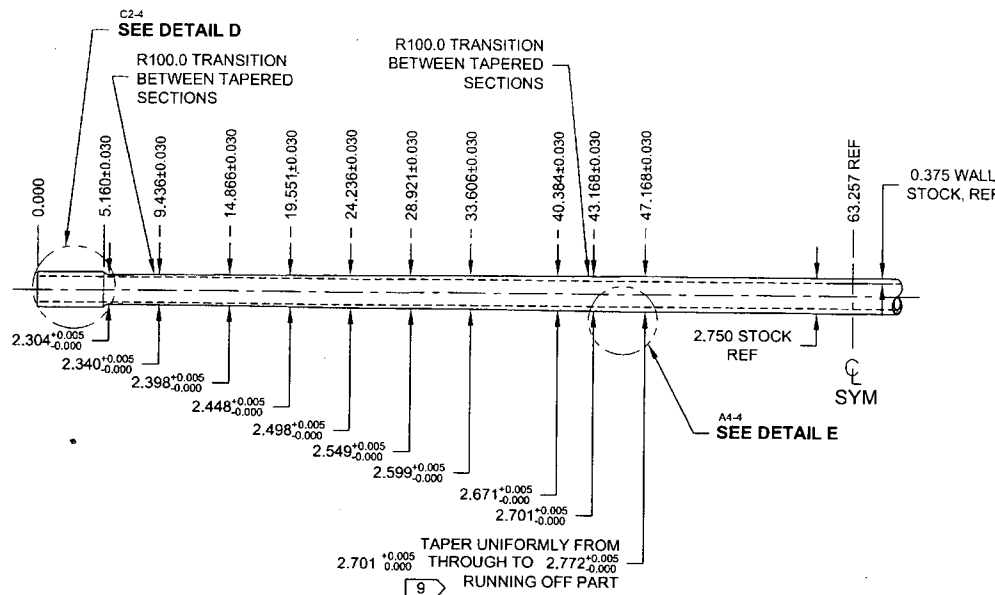 C2-4
SEE DETAIL D
R100.0 TRANSITION
BETWEEN TAPERED
SECTIONS
R100.0 TRANSITION
BETWEEN TAPERED
SECTIONS
0.000
5.160±0.030
9.436±0.030
14.866±0.030
19.551±0.030
24.236±0.030
28.921±0.030
33.606±0.030
40.384±0.030
43.168±0.030
47.168±0.030
63.257 REF
0.375 WALL
STOCK, REF
2.304 +0.005 -0.000
2.340 +0.005 -0.000
2.398 +0.005 -0.000
2.448 +0.005 -0.000
2.498 +0.005 -0.000
2.549 +0.005 -0.000
2.599 +0.005 -0.000
2.671 +0.005 -0.000
2.701 +0.005 -0.000
2.750 STOCK
REF
℄
SYM
A4-4
SEE DETAIL E
TAPER UNIFORMLY FROM
2.701 +0.005 0.000 THROUGH TO 2.772 +0.005 -0.000
9 RUNNING OFF PART